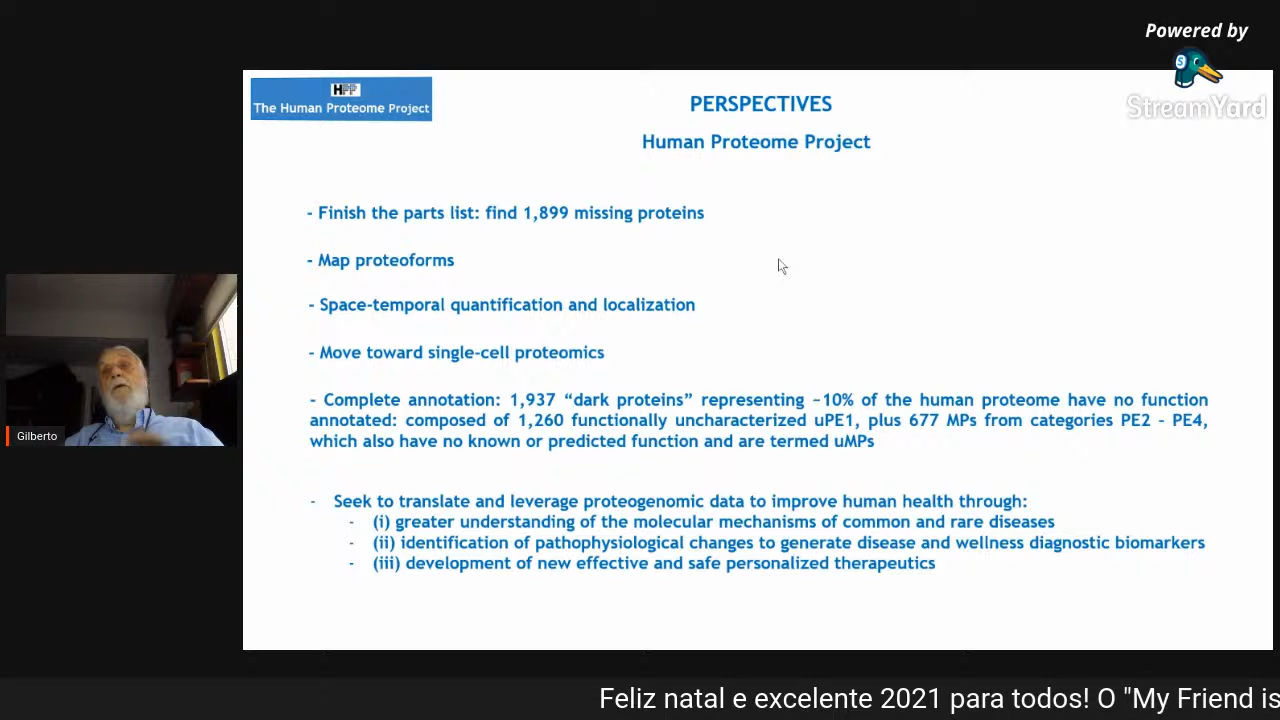 Powered by
StreamYard
HPP
The Human Proteome Project
PERSPECTIVES
Human Proteome Project
- Finish the parts list: find 1,899 missing proteins
- Map proteoforms
- Space-temporal quantification and localization
- Move toward single-cell proteomics
- Complete annotation: 1,937 “dark proteins” representing ~10% of the human proteome have no function
annotated: composed of 1,260 functionally uncharacterized uPE1, plus 677 MPs from categories PE2 – PE4,
which also have no known or predicted function and are termed uMPs
- Seek to translate and leverage proteogenomic data to improve human health through:
- (i) greater understanding of the molecular mechanisms of common and rare diseases
- (ii) identification of pathophysiological changes to generate disease and wellness diagnostic biomarkers
- (iii) development of new effective and safe personalized therapeutics
Gilberto
Feliz natal e excelente 2021 para todos! O "My Friend is